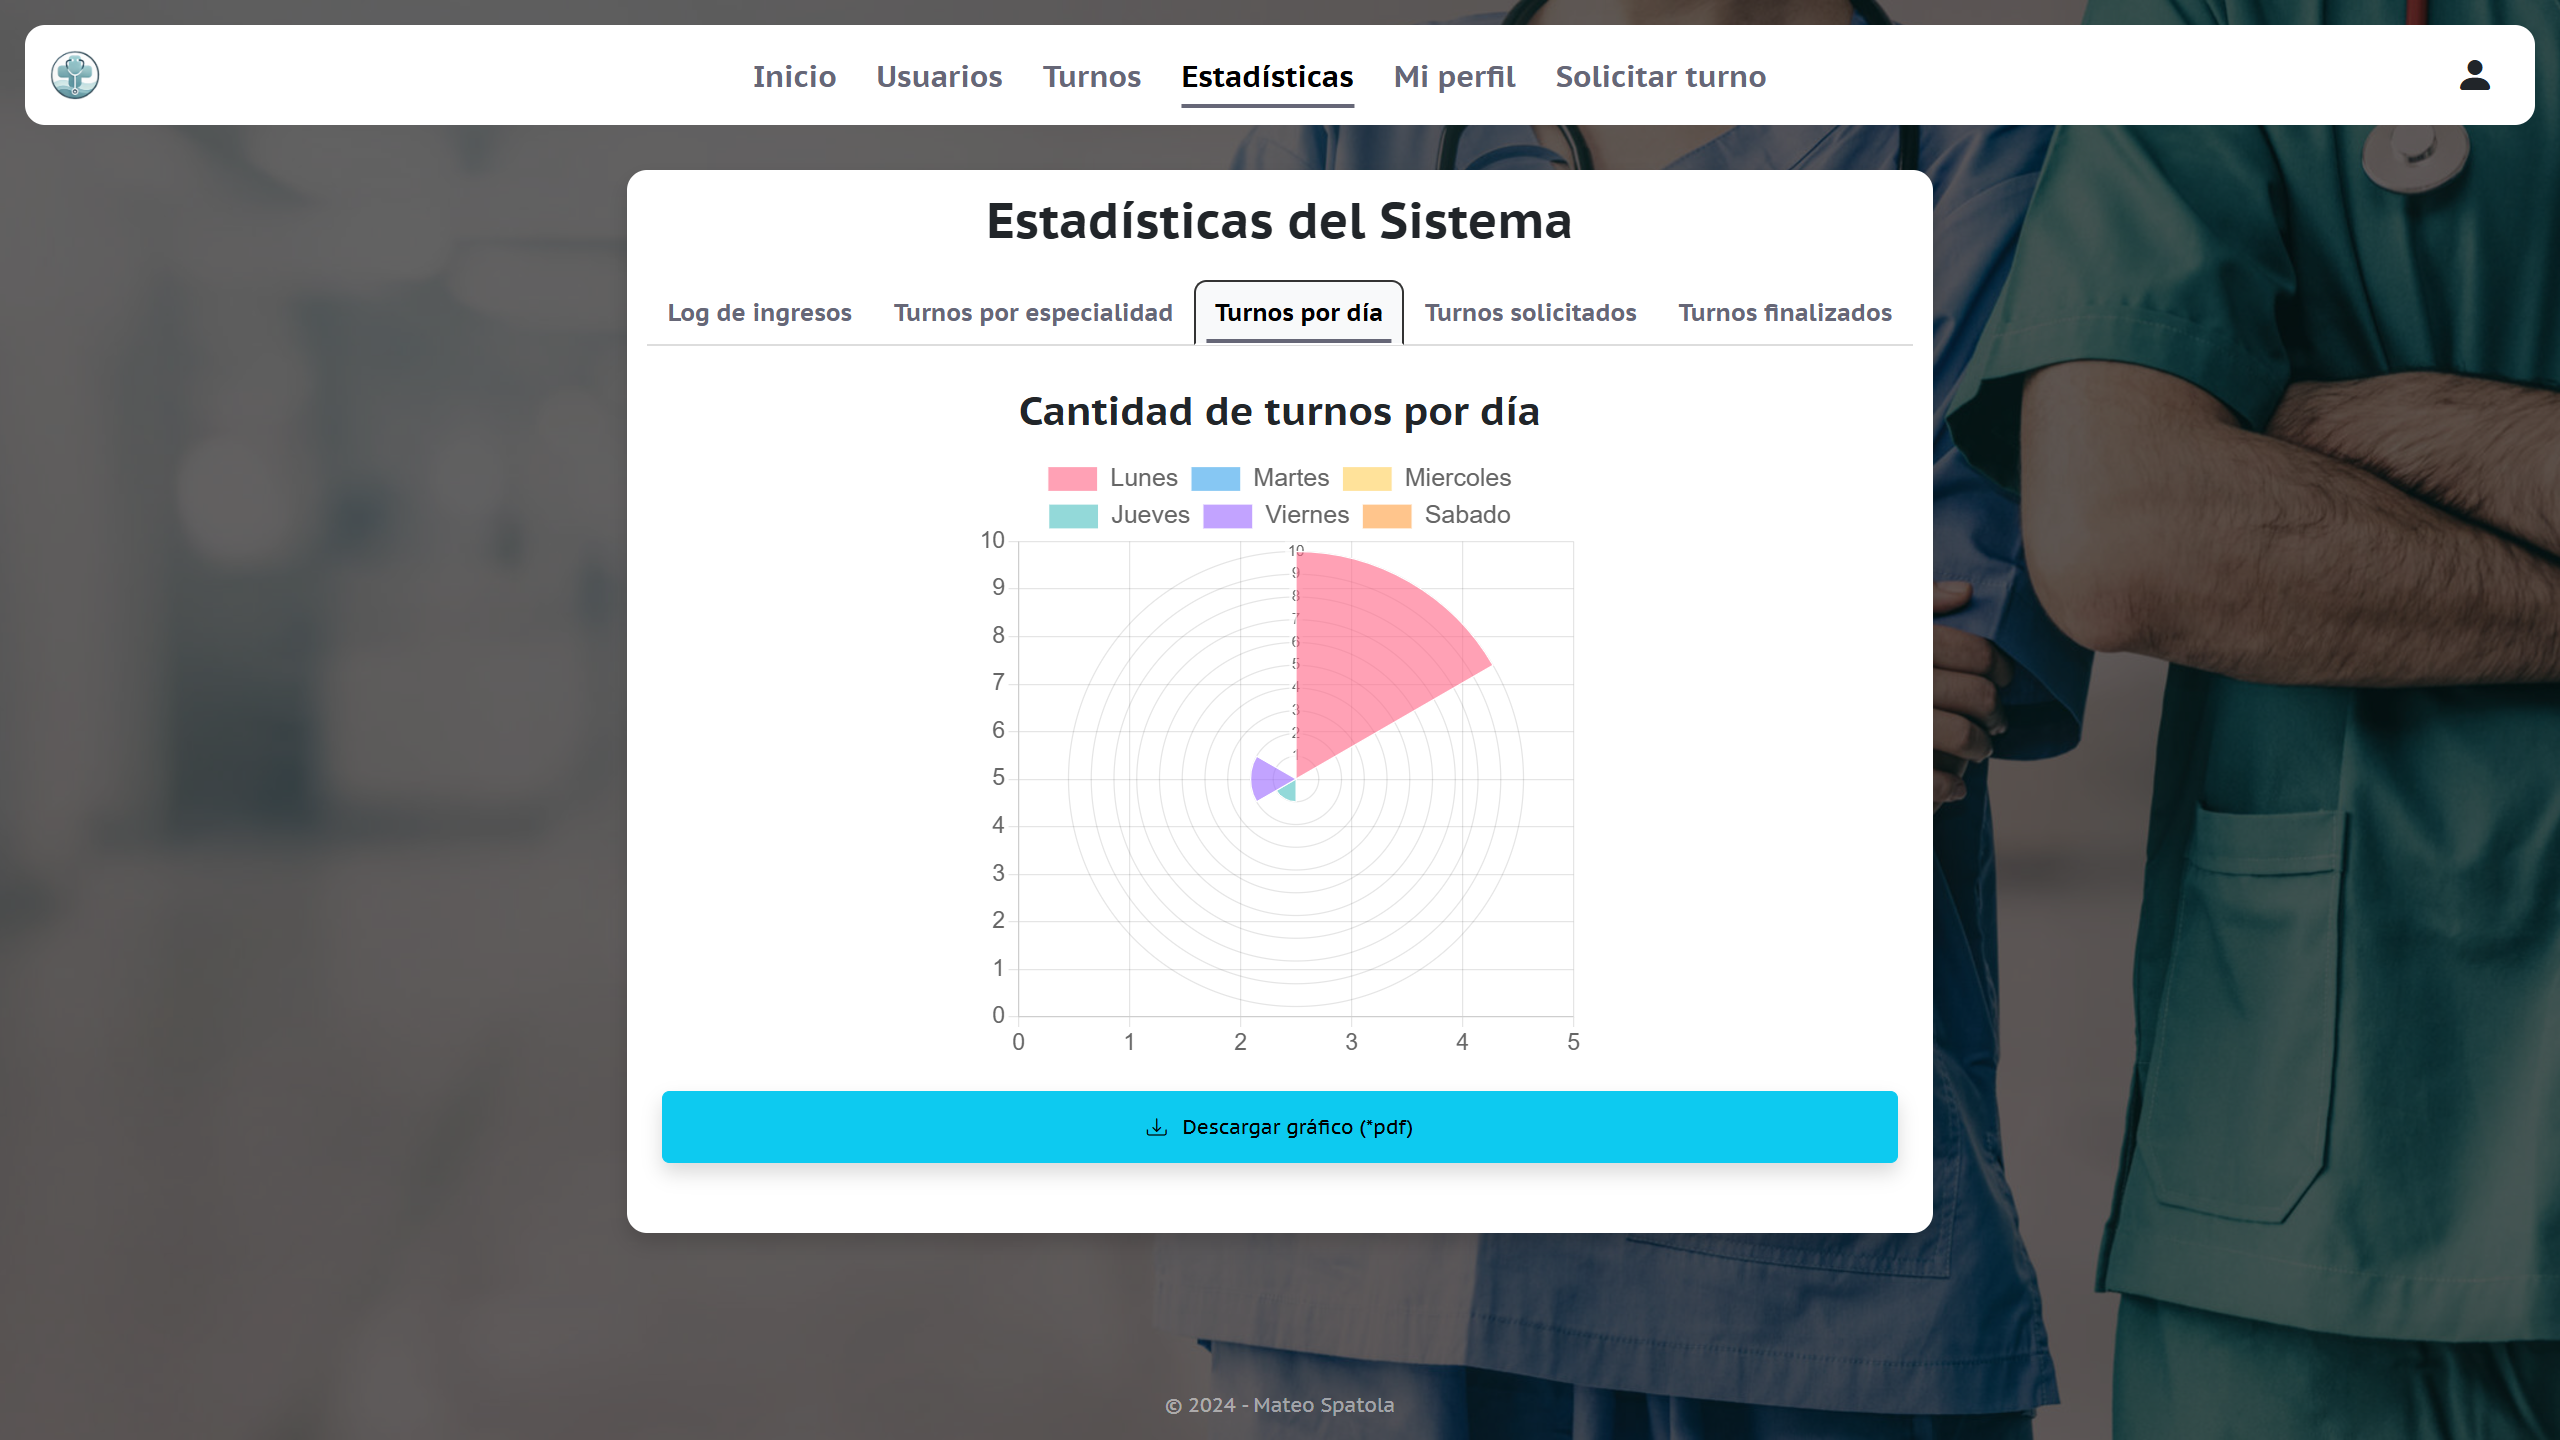 Inicio Usuarios Turnos Estadísticas Mi perfil Solicitar turno
Estadísticas del Sistema
Log de ingresos Turnos por especialidad Turnos por día Turnos solicitados Turnos finalizados
Cantidad de turnos por día
Lunes Martes Miercoles
Jueves Viernes Sabado
10
9
8
7
6
5
4
3
2
1
0
10
9
8
7
6
5
4
3
2
1
0 1 2 3 4 5
Descargar gráfico (*pdf)
© 2024 - Mateo Spatola